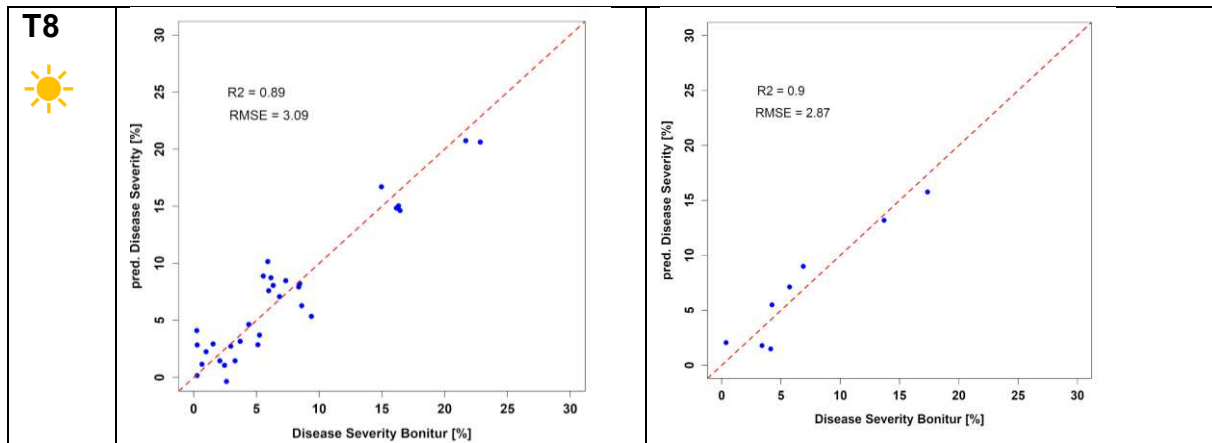 T8
30
25
20
15
10
5
0
pred. Disease Severity [%]
R2 = 0.89
RMSE = 3.09
0 5 10 15 20 25 30
Disease Severity Bonitur [%]
30
25
20
15
10
5
0
pred. Disease Severity [%]
R2 = 0.9
RMSE = 2.87
0 5 10 15 20 25 30
Disease Severity Bonitur [%]